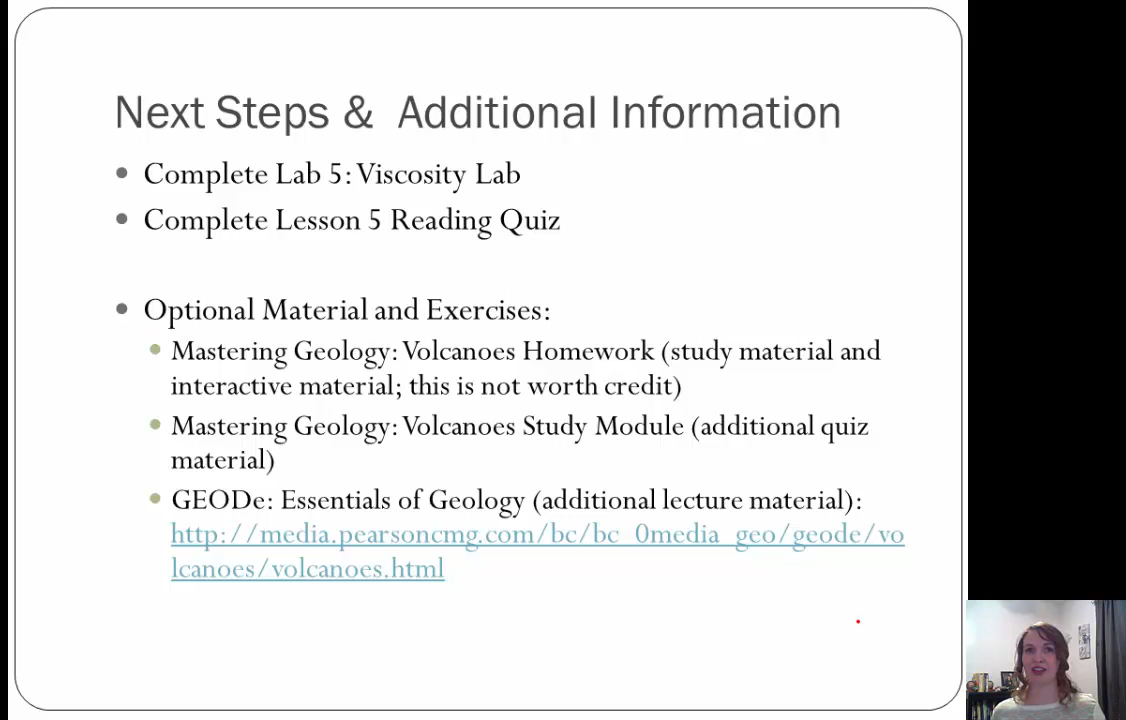 Next Steps & Additional Information
Complete Lab 5: Viscosity Lab
Complete Lesson 5 Reading Quiz
Optional Material and Exercises:
Mastering Geology: Volcanoes Homework (study material and
interactive material; this is not worth credit)
Mastering Geology: Volcanoes Study Module (additional quiz
material)
GEODe: Essentials of Geology (additional lecture material):
http://media.pearsoncmg.com/bc/bc_0media_geo/geode/vo
lcanoes/volcanoes.html